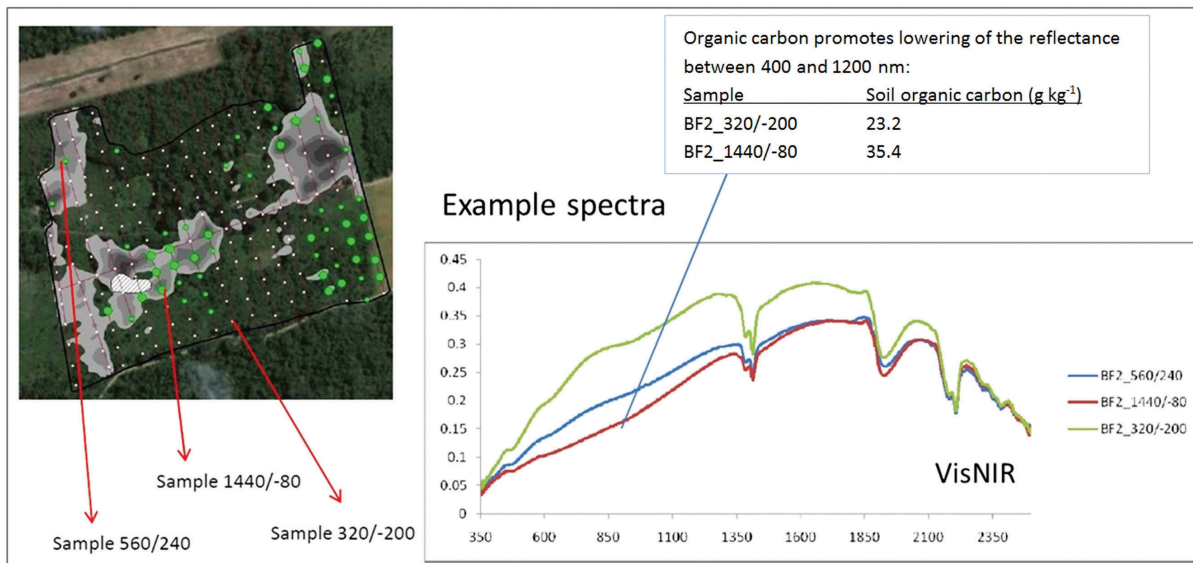 Organic carbon promotes lowering of the reflectance
between 400 and 1200 nm:
Sample Soil organic carbon (g kg⁻¹)
BF2_320/-200 23.2
BF2_1440/-80 35.4
Example spectra
0.45
0.4
0.35
0.3
0.25
0.2
0.15
0.1
0.05
0
350 600 850 1100 1350 1600 1850 2100 2350
BF2_560/240
BF2_1440/-80
BF2_320/-200
VisNIR
Sample 1440/-80
Sample 320/-200
Sample 560/240